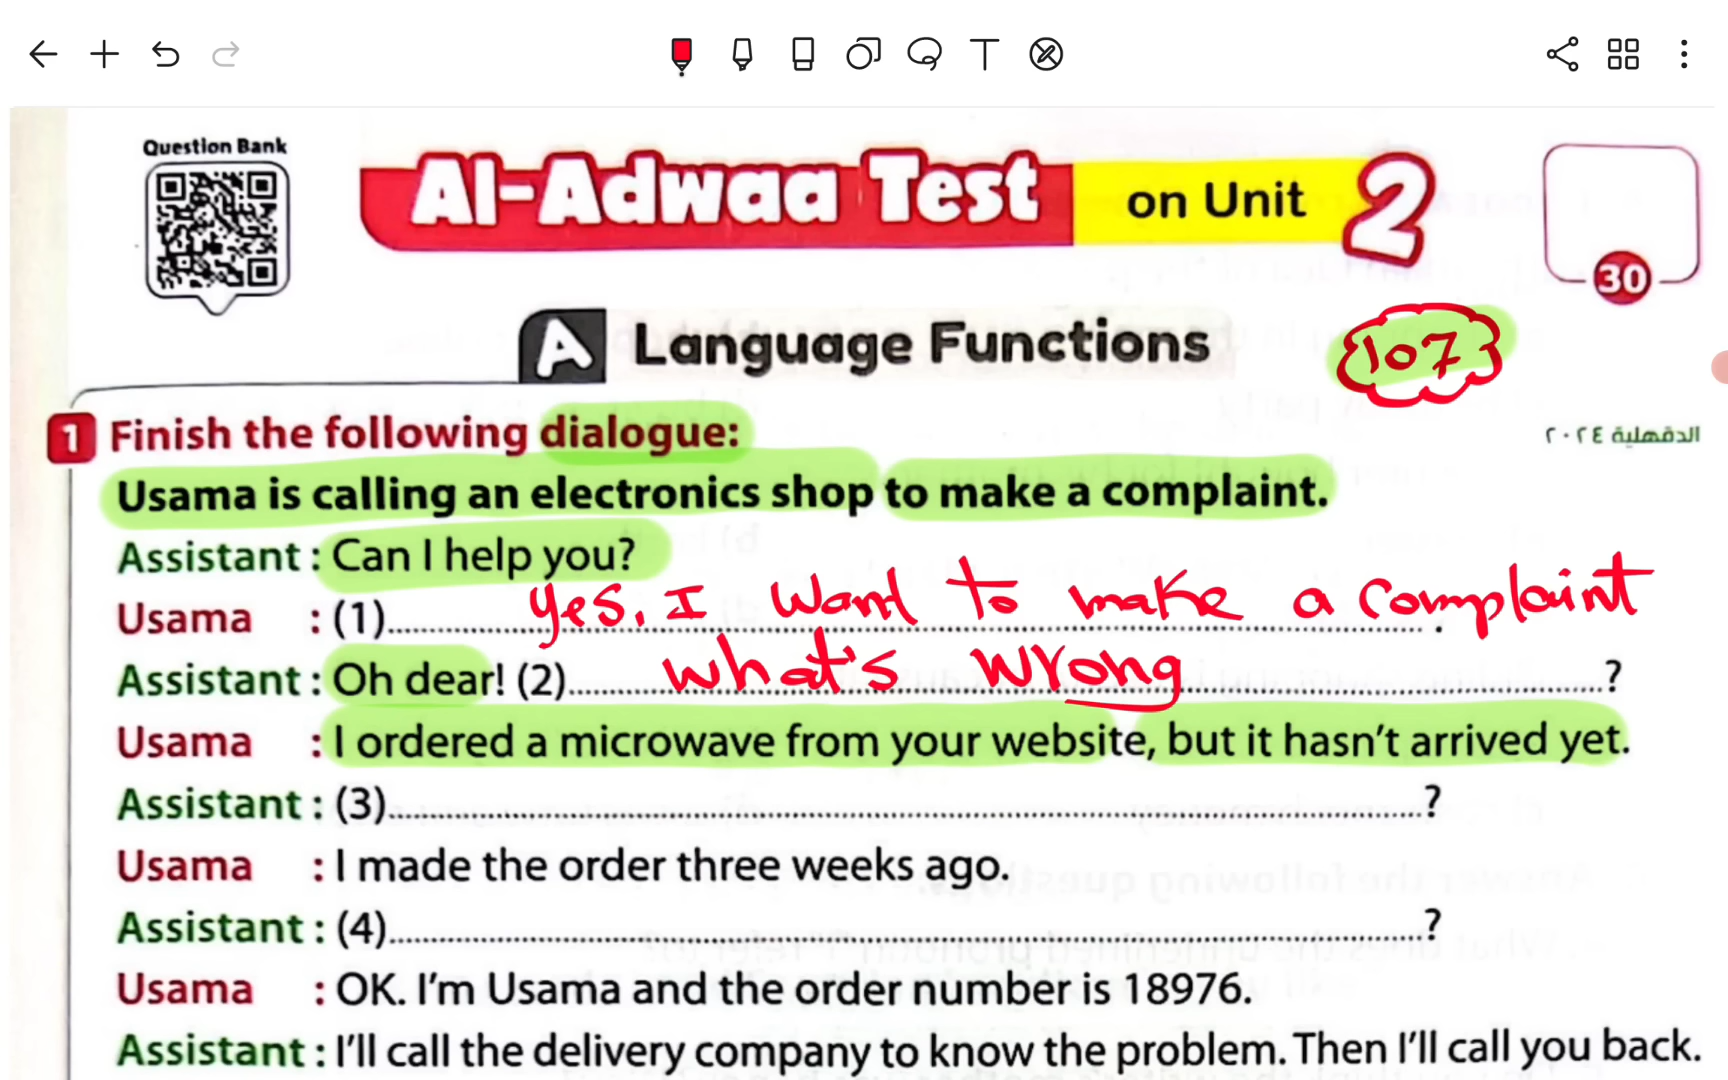 Question Bank
Al-Adwaa Test on Unit 2
30
A Language Functions
107
1 Finish the following dialogue:
الدقهلية ٢٠٢٤
Usama is calling an electronics shop to make a complaint.
Assistant : Can I help you?
Usama : (1) yes. I want to make a complaint.
Assistant : Oh dear! (2) what's wrong ?
Usama : I ordered a microwave from your website, but it hasn't arrived yet.
Assistant : (3) ?
Usama : I made the order three weeks ago.
Assistant : (4) ?
Usama : OK. I'm Usama and the order number is 18976.
Assistant : I'll call the delivery company to know the problem. Then I'll call you back.